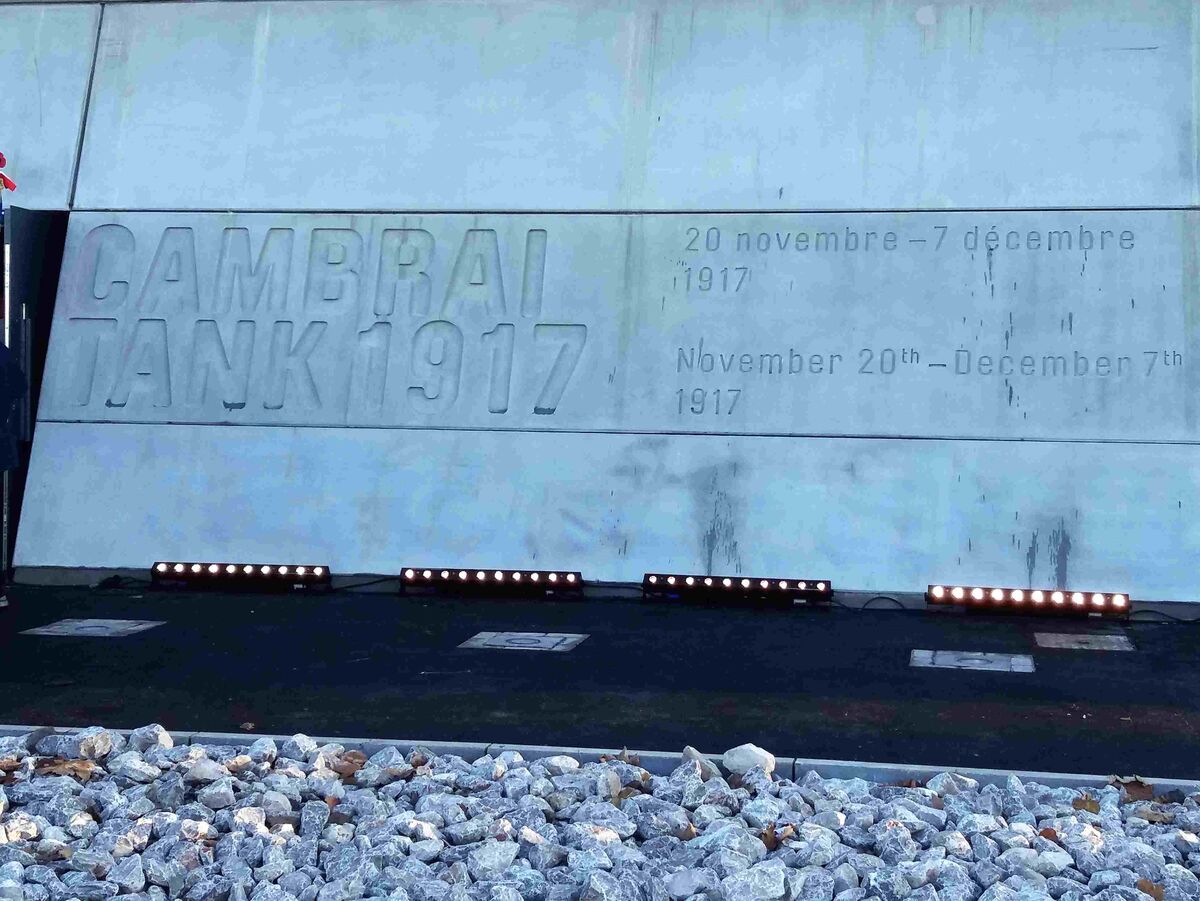 CAMBRAI
TANK 1917
20 novembre – 7 décembre
1917
November 20th – December 7th
1917